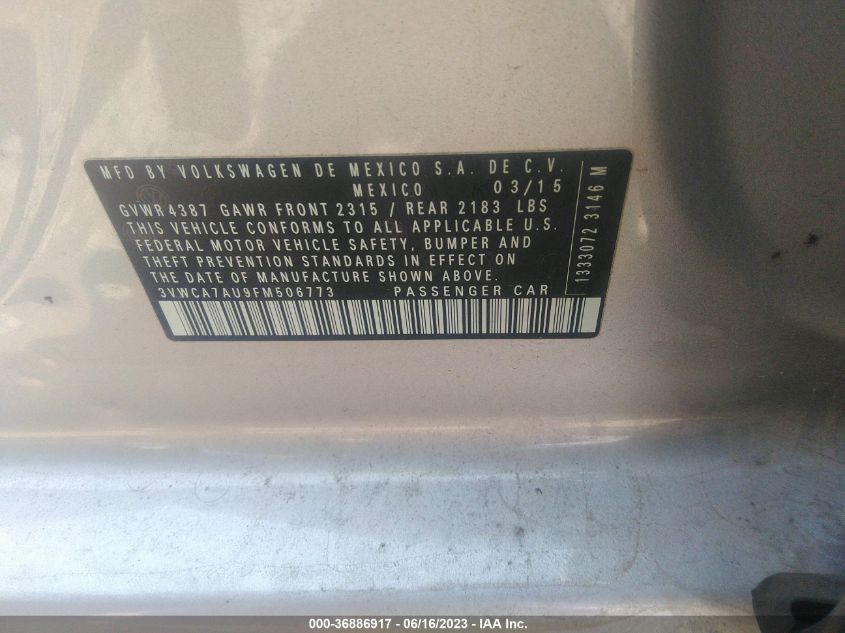 MFD BY VOLKSWAGEN DE MEXICO S.A. DE C.V.
MEXICO 03/15
GVWR 4387 GAWR FRONT 2315 / REAR 2183 LBS
THIS VEHICLE CONFORMS TO ALL APPLICABLE U.S.
FEDERAL MOTOR VEHICLE SAFETY, BUMPER AND
THEFT PREVENTION STANDARDS IN EFFECT ON
THE DATE OF MANUFACTURE SHOWN ABOVE.
3VWCA7AU9FM506773 PASSENGER CAR
1333072 3146 M
000-36886917 - 06/16/2023 - IAA Inc.